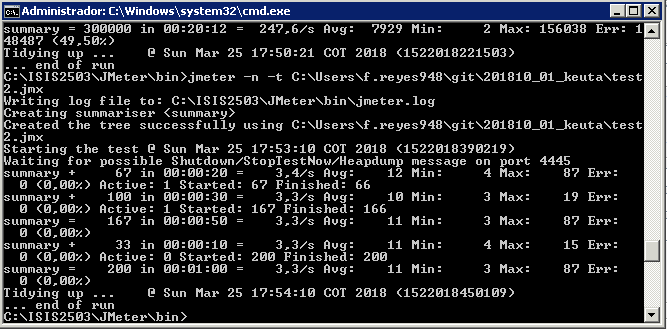 Administrador: C:\Windows\system32\cmd.exe
summary = 300000 in 00:20:12 =  247,6/s Avg:  7929 Min:     2 Max: 156038 Err: 1
48487 (49,50%)
Tidying up ...    @ Sun Mar 25 17:50:21 COT 2018 (1522018221503)
... end of run
C:\ISIS2503\JMeter\bin>jmeter -n -t C:\Users\f.reyes948\git\201810_01_keuta\test
2.jmx
Writing log file to: C:\ISIS2503\JMeter\bin\jmeter.log
Creating summariser <summary>
Created the tree successfully using C:\Users\f.reyes948\git\201810_01_keuta\test
2.jmx
Starting the test @ Sun Mar 25 17:53:10 COT 2018 (1522018390219)
Waiting for possible Shutdown/StopTestNow/Heapdump message on port 4445
summary +     67 in 00:00:20 =    3,4/s Avg:    12 Min:     4 Max:    87 Err:
  0 (0,00%) Active: 1 Started: 67 Finished: 66
summary +    100 in 00:00:30 =    3,3/s Avg:    10 Min:     3 Max:    19 Err:
  0 (0,00%) Active: 1 Started: 167 Finished: 166
summary =    167 in 00:00:50 =    3,3/s Avg:    11 Min:     3 Max:    87 Err:
  0 (0,00%)
summary +     33 in 00:00:10 =    3,3/s Avg:    11 Min:     4 Max:    15 Err:
  0 (0,00%) Active: 0 Started: 200 Finished: 200
summary =    200 in 00:01:00 =    3,3/s Avg:    11 Min:     3 Max:    87 Err:
  0 (0,00%)
Tidying up ...    @ Sun Mar 25 17:54:10 COT 2018 (1522018450109)
... end of run
C:\ISIS2503\JMeter\bin>